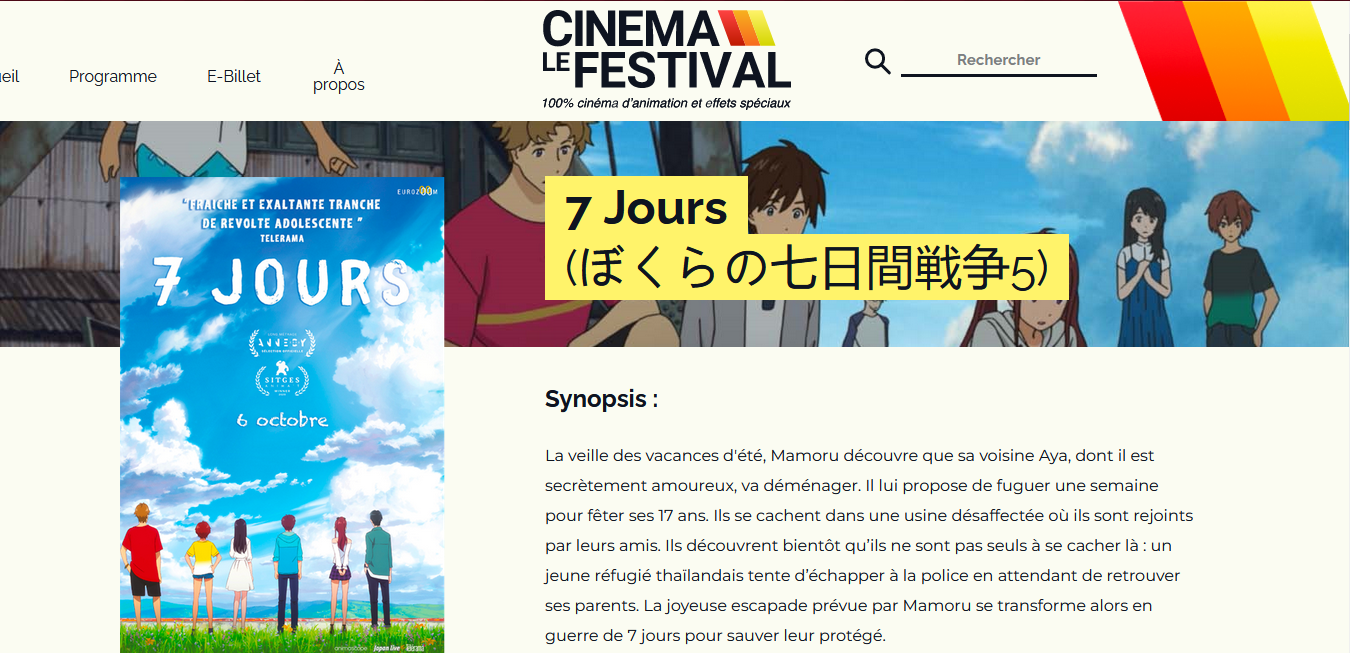 CINEMA
LE FESTIVAL
100% cinéma d'animation et effets spéciaux
eil
Programme
E-Billet
À
propos
Rechercher
7 Jours
(ぼくらの七日間戦争5)
EUROZOOM
"FRAICHE ET EXALTANTE TRANCHE
DE REVOLTE ADOLESCENTE "
TELERAMA
7 JOURS
ANNECY
SITGES
6 octobre
Japan Live
Synopsis :
La veille des vacances d'été, Mamoru découvre que sa voisine Aya, dont il est
secrètement amoureux, va déménager. Il lui propose de fuguer une semaine
pour fêter ses 17 ans. Ils se cachent dans une usine désaffectée où ils sont rejoints
par leurs amis. Ils découvrent bientôt qu’ils ne sont pas seuls à se cacher là : un
jeune réfugié thaïlandais tente d’échapper à la police en attendant de retrouver
ses parents. La joyeuse escapade prévue par Mamoru se transforme alors en
guerre de 7 jours pour sauver leur protégé.